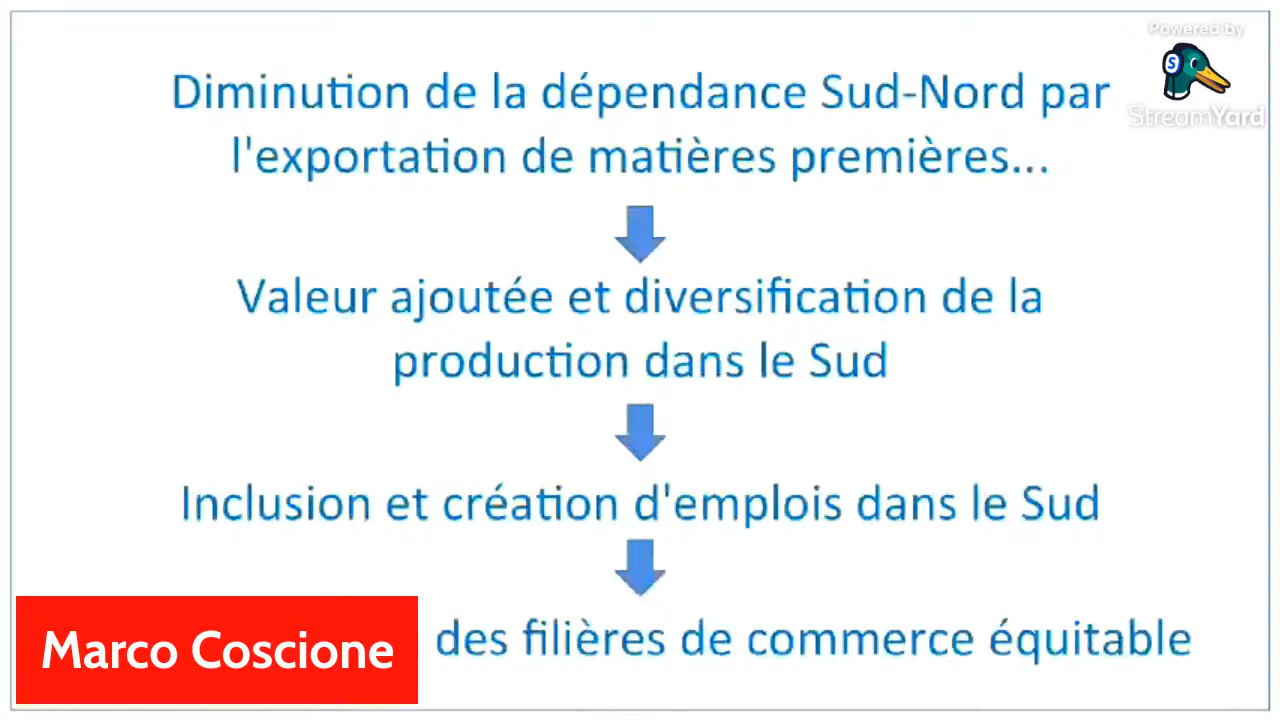 Powered by
StreamYard
Diminution de la dépendance Sud-Nord par
l'exportation de matières premières...
Valeur ajoutée et diversification de la
production dans le Sud
Inclusion et création d'emplois dans le Sud
des filières de commerce équitable
Marco Coscione